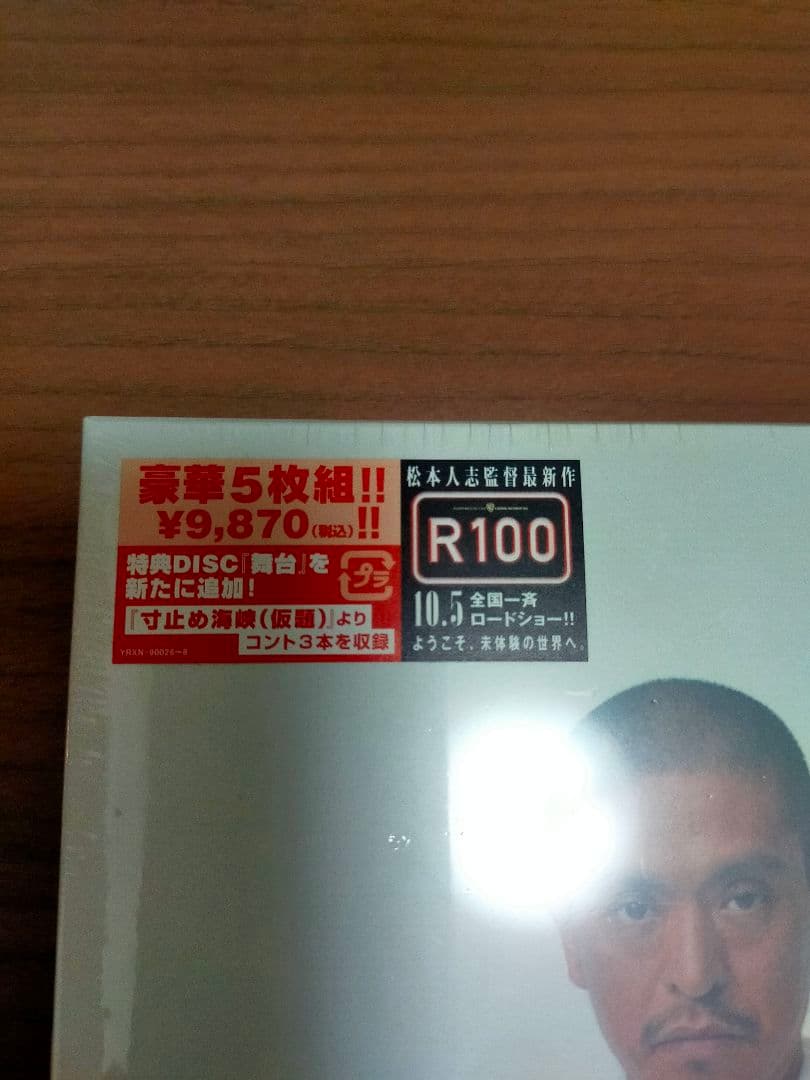 豪華5枚組!!
¥9,870(税込)!!
特典DISC『舞台』を
新たに追加!
プラ
『寸止め海峡(仮題)』より
コント3本を収録
YRXN-90026~8
松本人志監督最新作
R100
10.5 全国一斉
ロードショー!!
ようこそ、未体験の世界へ。